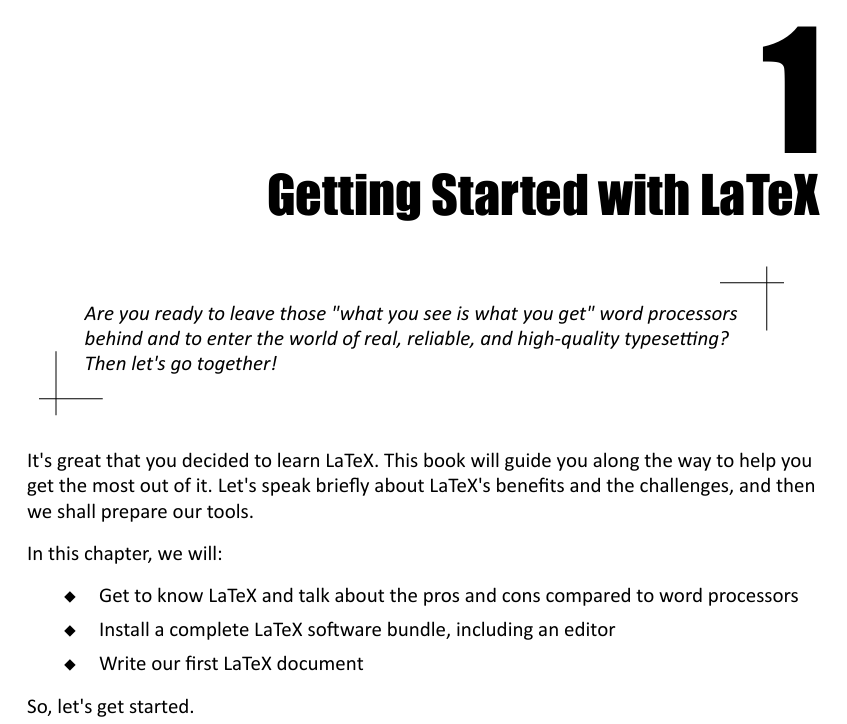 1
Getting Started with LaTeX
Are you ready to leave those "what you see is what you get" word processors
behind and to enter the world of real, reliable, and high-quality typesetting?
Then let's go together!
It's great that you decided to learn LaTeX. This book will guide you along the way to help you
get the most out of it. Let's speak briefly about LaTeX's benefits and the challenges, and then
we shall prepare our tools.
In this chapter, we will:
◆ Get to know LaTeX and talk about the pros and cons compared to word processors
◆ Install a complete LaTeX software bundle, including an editor
◆ Write our first LaTeX document
So, let's get started.